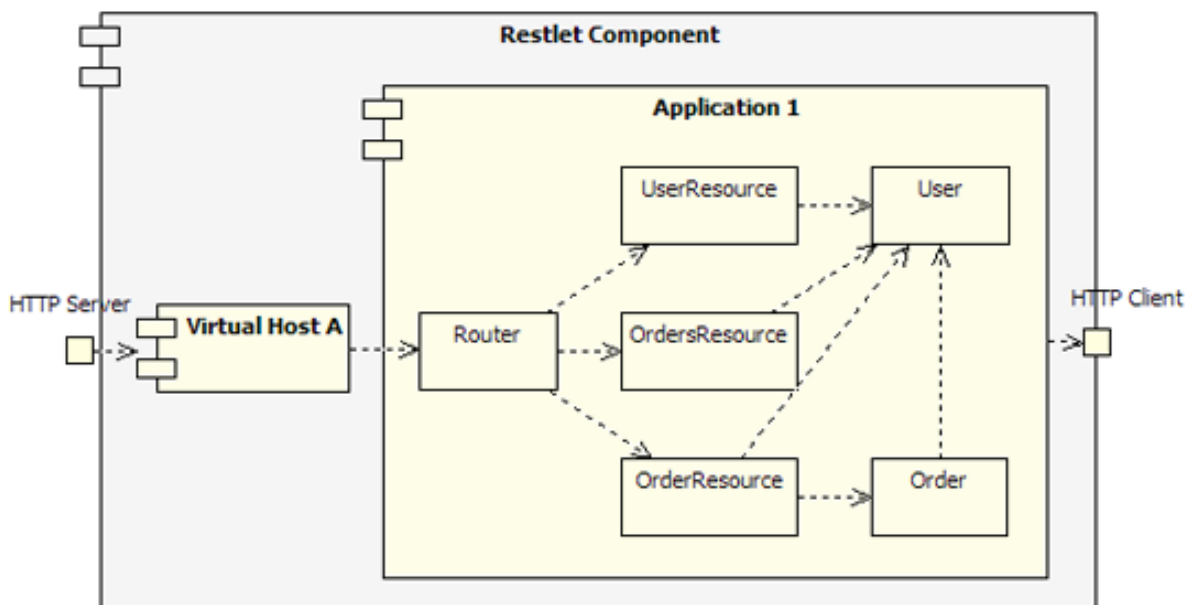 Restlet Component
Application 1
UserResource
User
HTTP Server
Virtual Host A
Router
OrdersResource
HTTP Client
OrderResource
Order